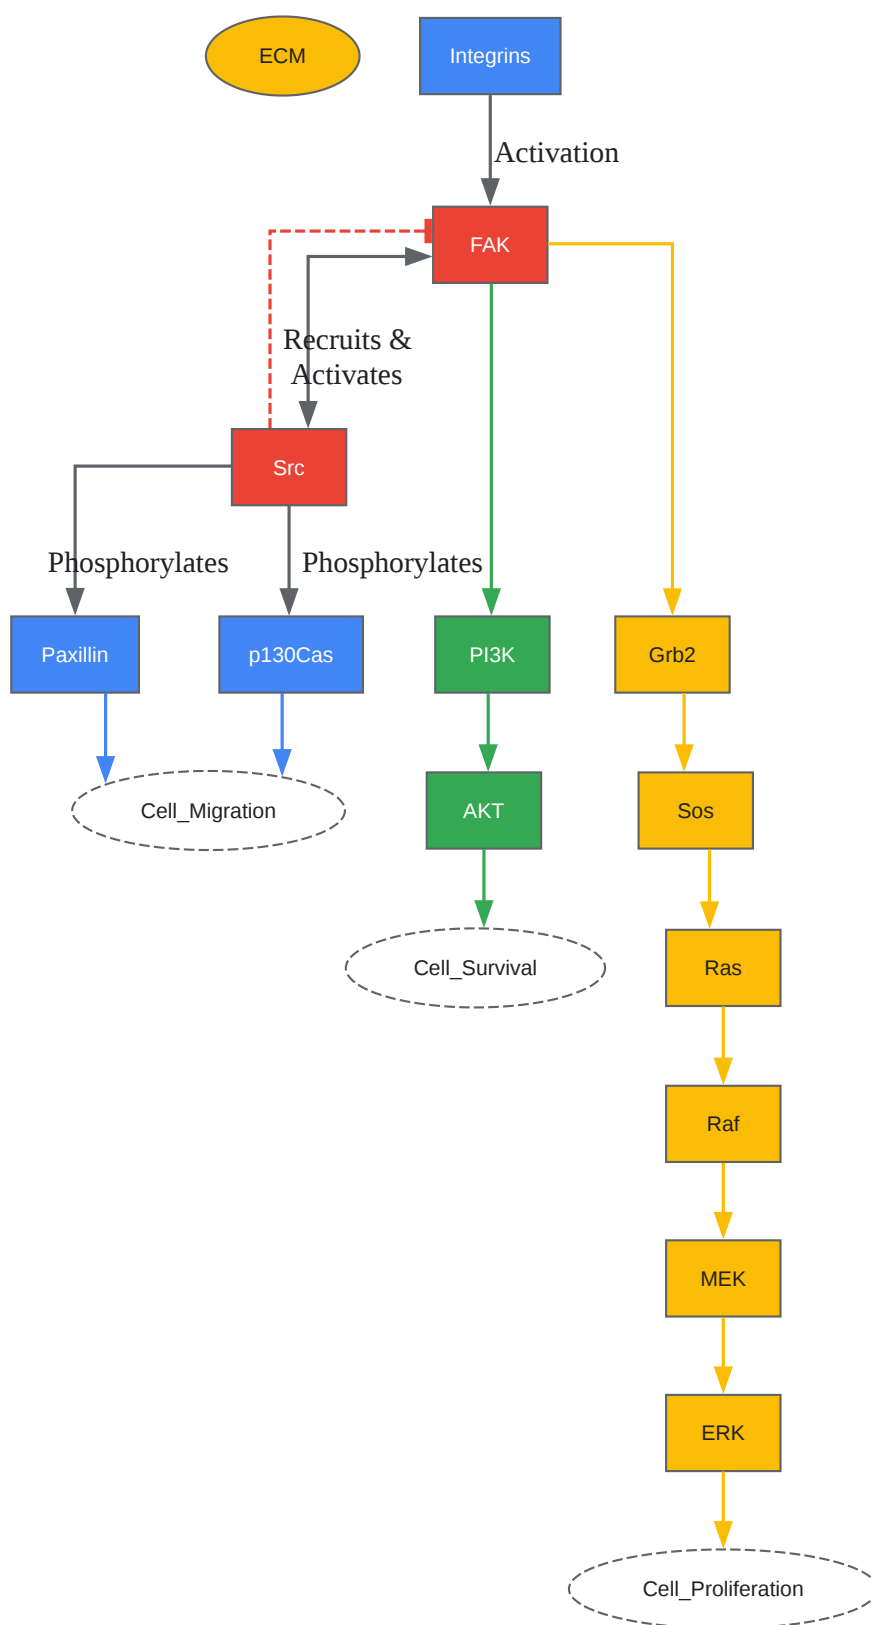 ECM
Integrins
Activation
FAK
Recruits &
Activates
Src
Phosphorylates
Phosphorylates
Paxillin
p130Cas
PI3K
Grb2
Cell_Migration
AKT
Sos
Cell_Survival
Ras
Raf
MEK
ERK
Cell_Proliferation